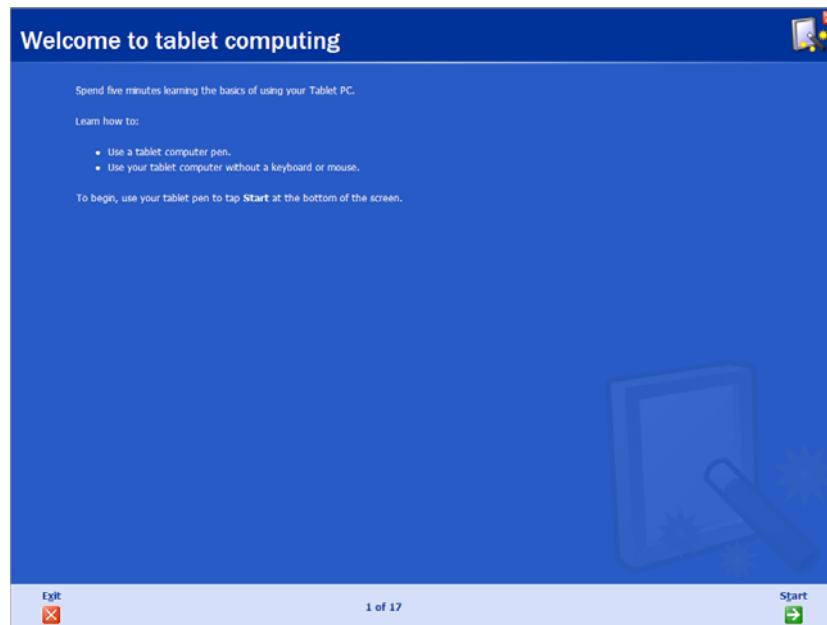 Welcome to tablet computing
Spend five minutes learning the basics of using your Tablet PC.
Learn how to:
• Use a tablet computer pen.
• Use your tablet computer without a keyboard or mouse.
To begin, use your tablet pen to tap Start at the bottom of the screen.
Exit
1 of 17
Start